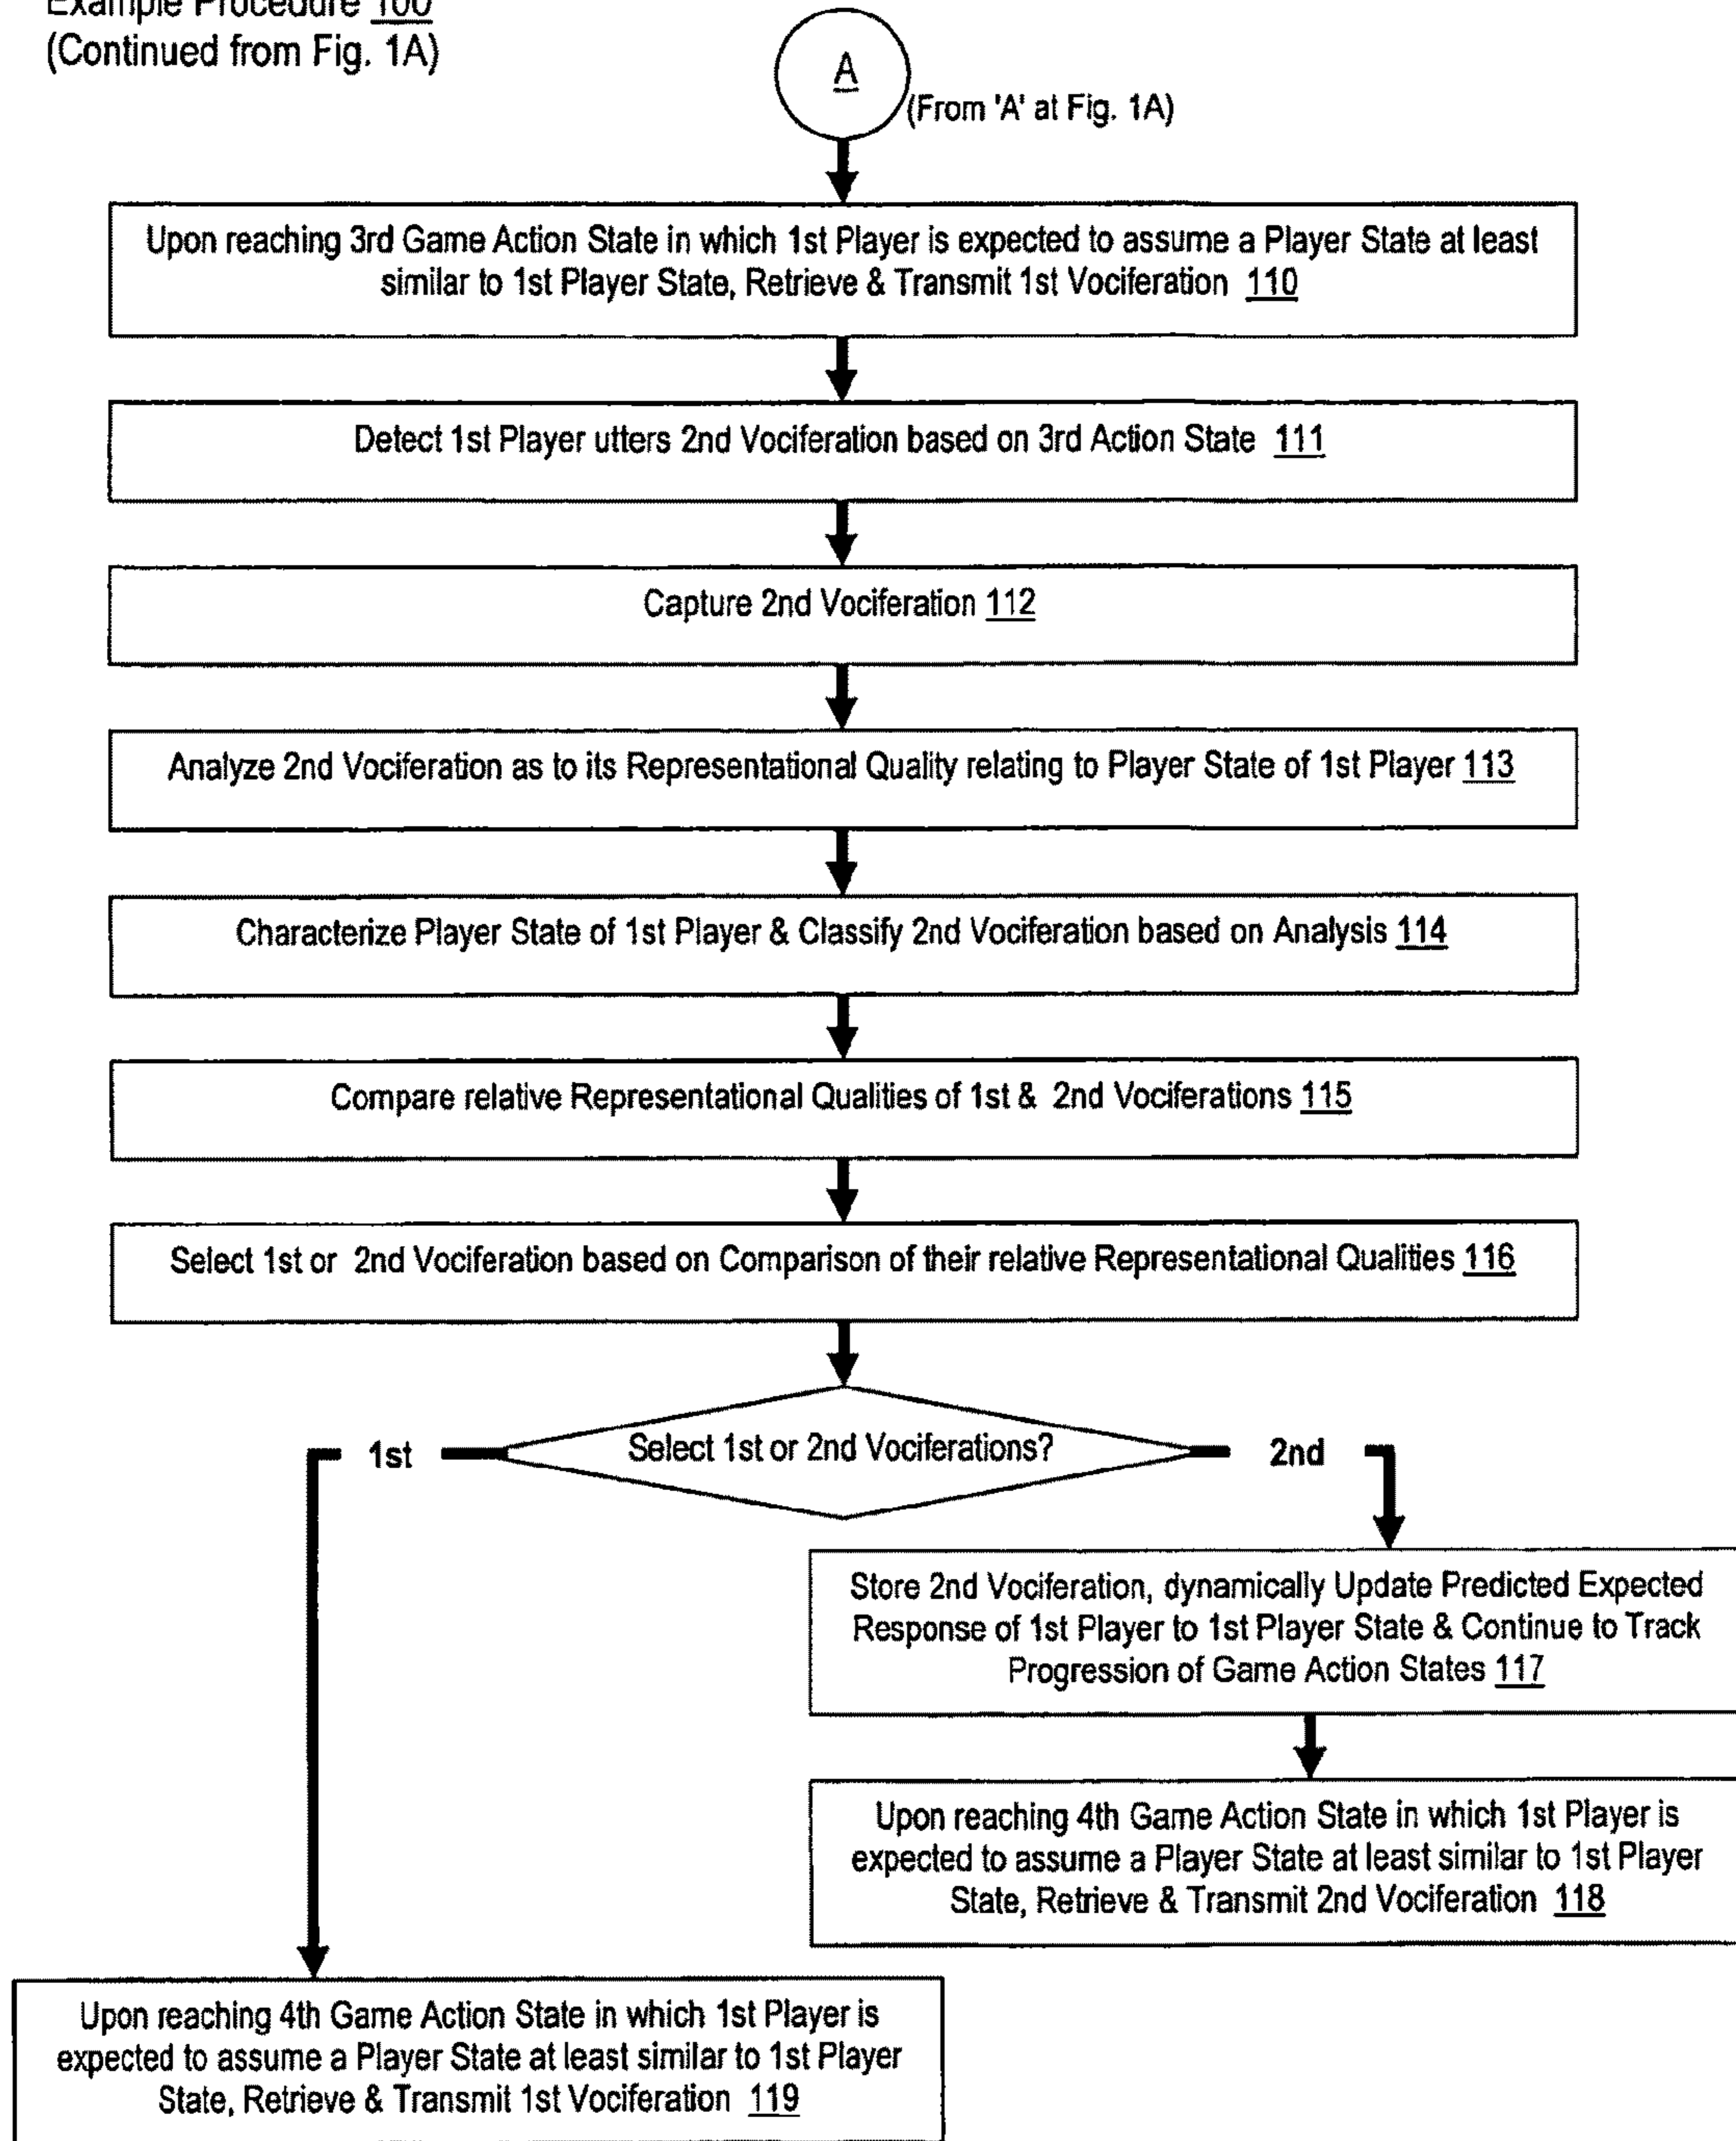 Example Procedure 100
(Continued from Fig. 1A)
A
(From 'A' at Fig. 1A)
Upon reaching 3rd Game Action State in which 1st Player is expected to assume a Player State at least
similar to 1st Player State, Retrieve & Transmit 1st Vociferation 110
Detect 1st Player utters 2nd Vociferation based on 3rd Action State 111
Capture 2nd Vociferation 112
Analyze 2nd Vociferation as to its Representational Quality relating to Player State of 1st Player 113
Characterize Player State of 1st Player & Classify 2nd Vociferation based on Analysis 114
Compare relative Representational Qualities of 1st & 2nd Vociferations 115
Select 1st or 2nd Vociferation based on Comparison of their relative Representational Qualities 116
Select 1st or 2nd Vociferations?
1st
2nd
Store 2nd Vociferation, dynamically Update Predicted Expected
Response of 1st Player to 1st Player State & Continue to Track
Progression of Game Action States 117
Upon reaching 4th Game Action State in which 1st Player is
expected to assume a Player State at least similar to 1st Player
State, Retrieve & Transmit 2nd Vociferation 118
Upon reaching 4th Game Action State in which 1st Player is
expected to assume a Player State at least similar to 1st Player
State, Retrieve & Transmit 1st Vociferation 119